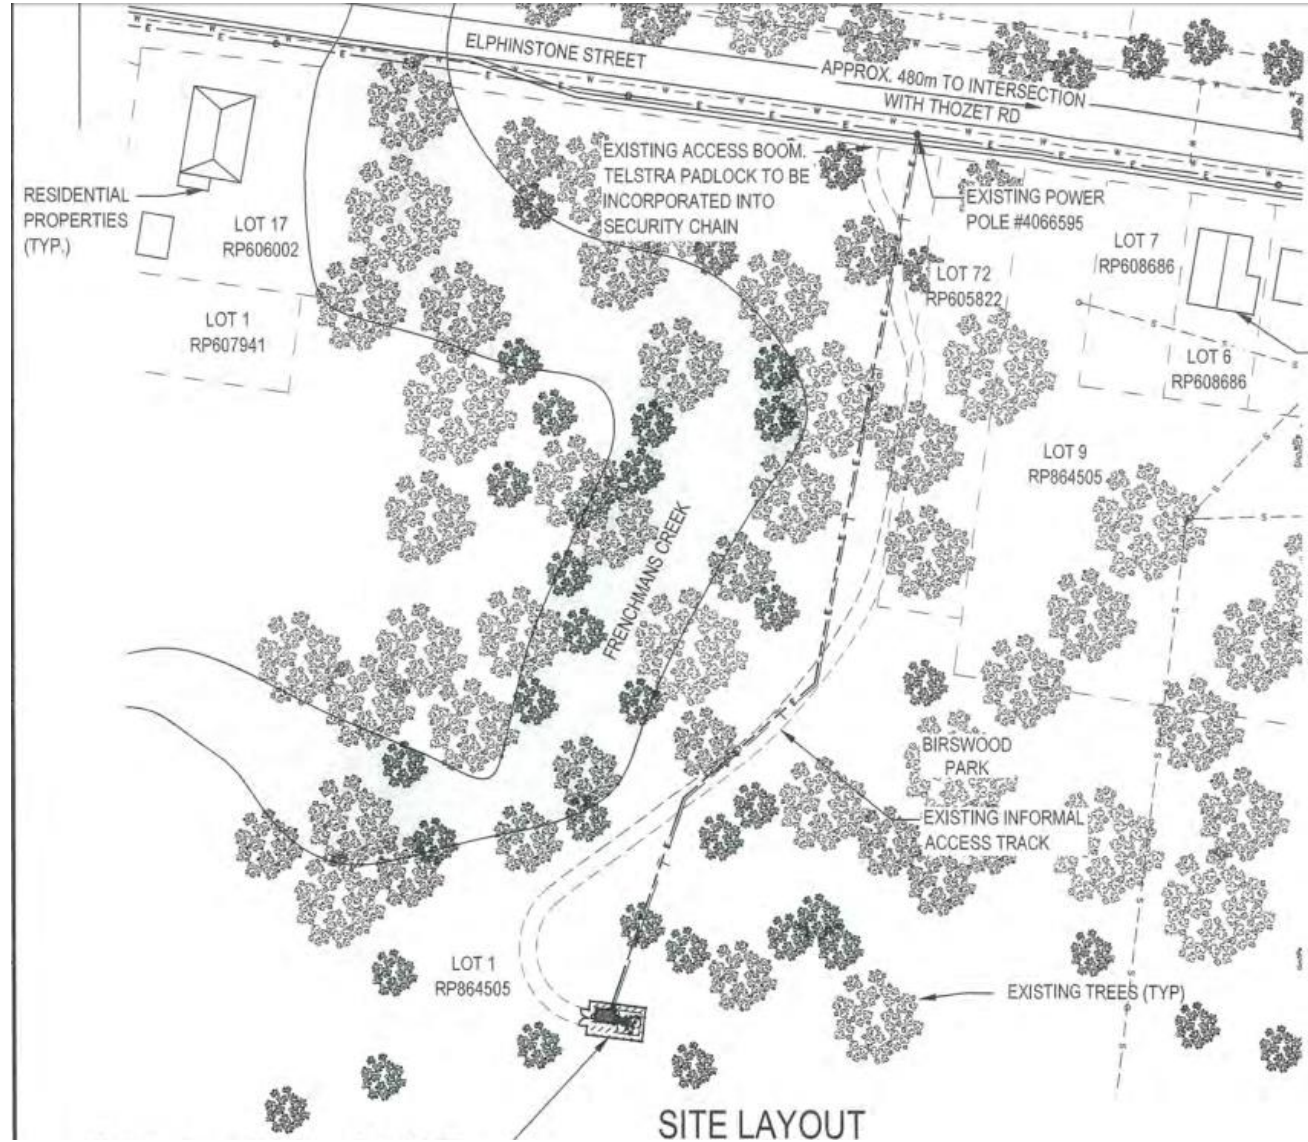 ELPHINSTONE STREET
APPROX. 480m TO INTERSECTION
WITH THOZET RD
EXISTING ACCESS BOOM.
TELSTRA PADLOCK TO BE
INCORPORATED INTO
SECURITY CHAIN
EXISTING POWER
POLE #4066595
RESIDENTIAL
PROPERTIES
(TYP.)
LOT 17
RP606002
LOT 1
RP607941
LOT 72
RP605822
LOT 7
RP608686
LOT 6
RP608686
LOT 9
RP864505
FRENCHMANS CREEK
BIRSWOOD
PARK
EXISTING INFORMAL
ACCESS TRACK
LOT 1
RP864505
EXISTING TREES (TYP)
SITE LAYOUT